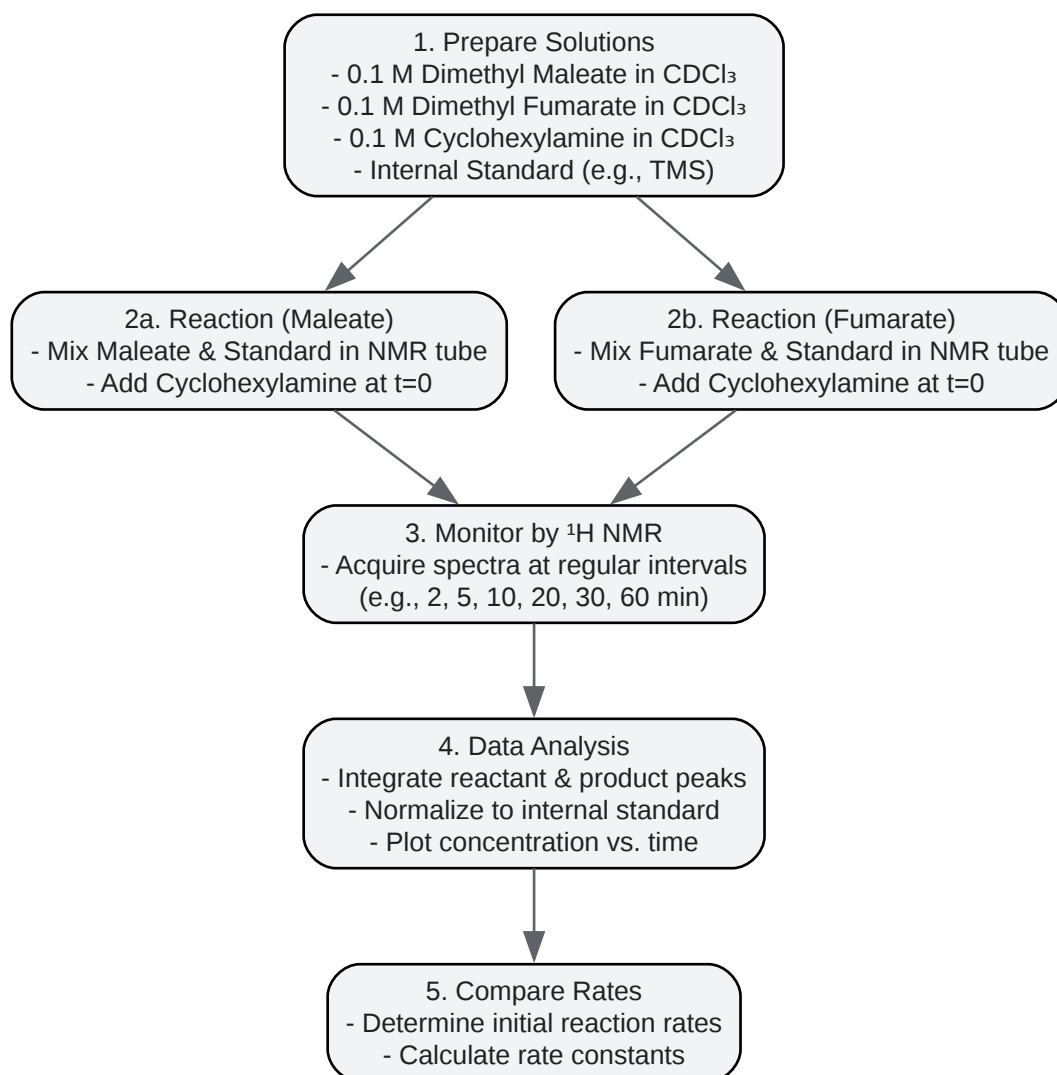 1. Prepare Solutions
- 0.1 M Dimethyl Maleate in CDCl₃
- 0.1 M Dimethyl Fumarate in CDCl₃
- 0.1 M Cyclohexylamine in CDCl₃
- Internal Standard (e.g., TMS)
2a. Reaction (Maleate)
- Mix Maleate & Standard in NMR tube
- Add Cyclohexylamine at t=0
2b. Reaction (Fumarate)
- Mix Fumarate & Standard in NMR tube
- Add Cyclohexylamine at t=0
3. Monitor by ¹H NMR
- Acquire spectra at regular intervals
(e.g., 2, 5, 10, 20, 30, 60 min)
4. Data Analysis
- Integrate reactant & product peaks
- Normalize to internal standard
- Plot concentration vs. time
5. Compare Rates
- Determine initial reaction rates
- Calculate rate constants